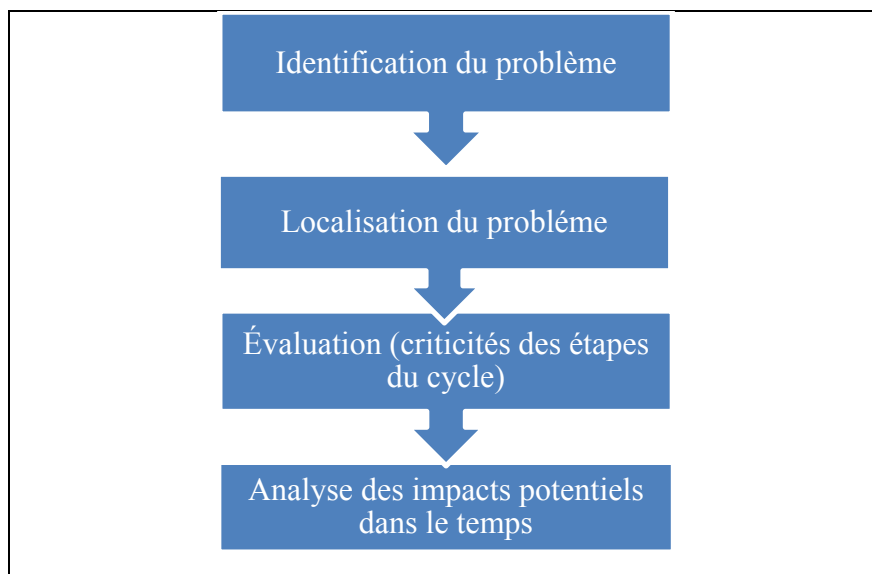 Identification du problème
Localisation du probléme
Évaluation (criticités des étapes
du cycle)
Analyse des impacts potentiels
dans le temps